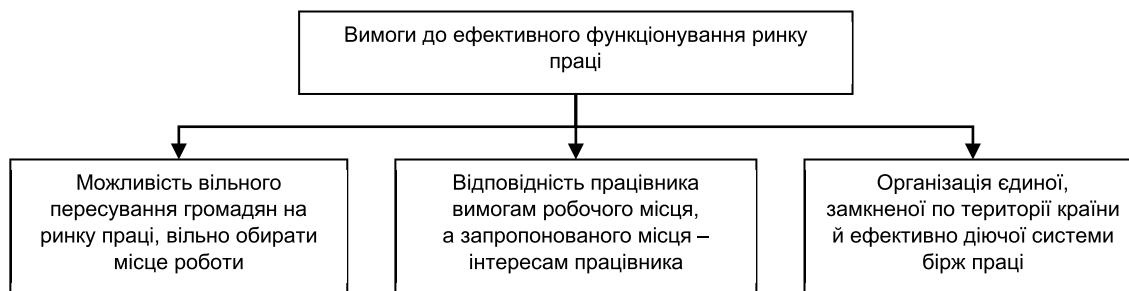 Вимоги до ефективного функціонування ринку
праці
Можливість вільного
пересування громадян на
ринку праці, вільно обирати
місце роботи
Відповідність працівника
вимогам робочого місця,
а запропонованого місця –
інтересам працівника
Організація єдиної,
замкненої по території країни
й ефективно діючої системи
бірж праці